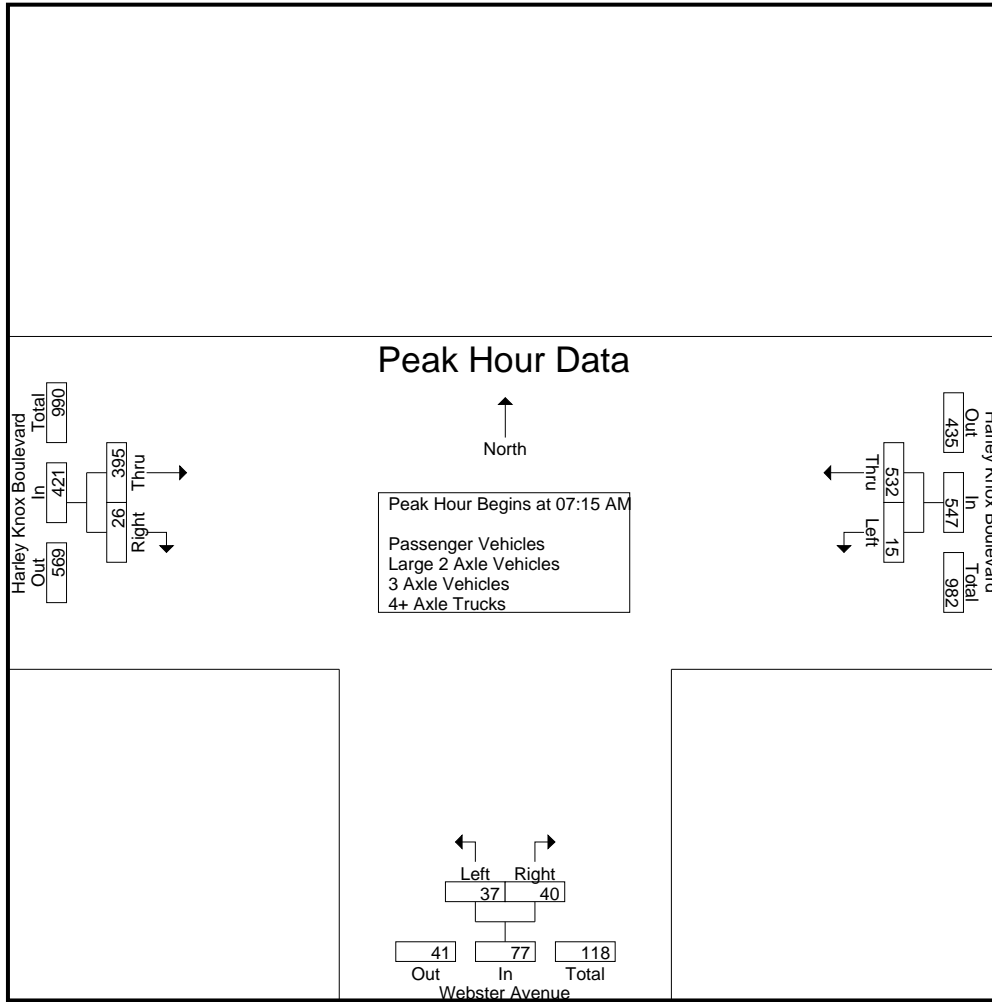 Peak Hour Data
North
Peak Hour Begins at 07:15 AM
Passenger Vehicles
Large 2 Axle Vehicles
3 Axle Vehicles
4+ Axle Trucks
Harley Knox Boulevard
Out In Total
569 421 990
Right Thru
26 395
Harley Knox Boulevard
Out In Total
435 547 982
Thru Left
532 15
Left Right
37 40
41 77 118
Out In Total
Webster Avenue